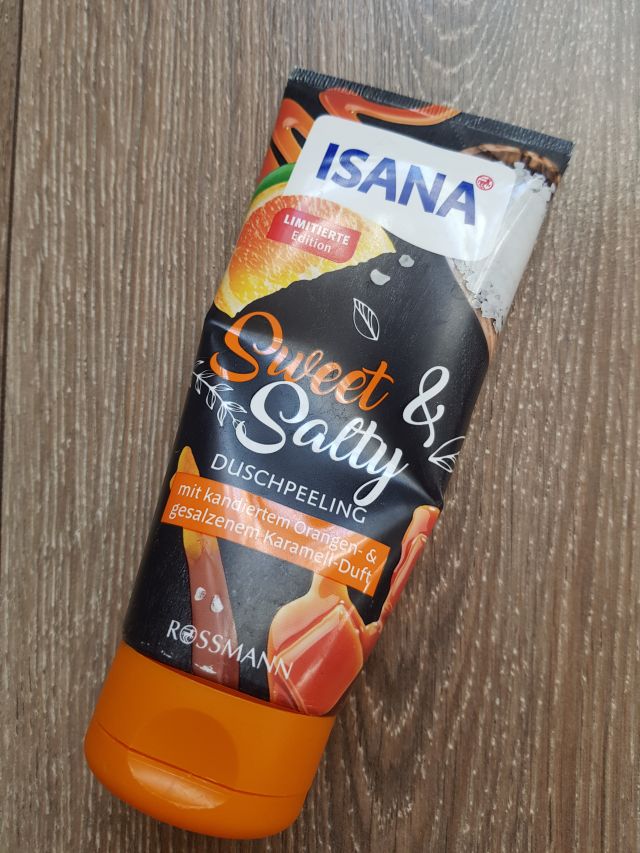 ISANA
LIMITIERTE
Edition
Sweet &
Salty
DUSCHPEELING
mit kandiertem Orangen- &
gesalzenem Karamell-Duft
ROSSMANN